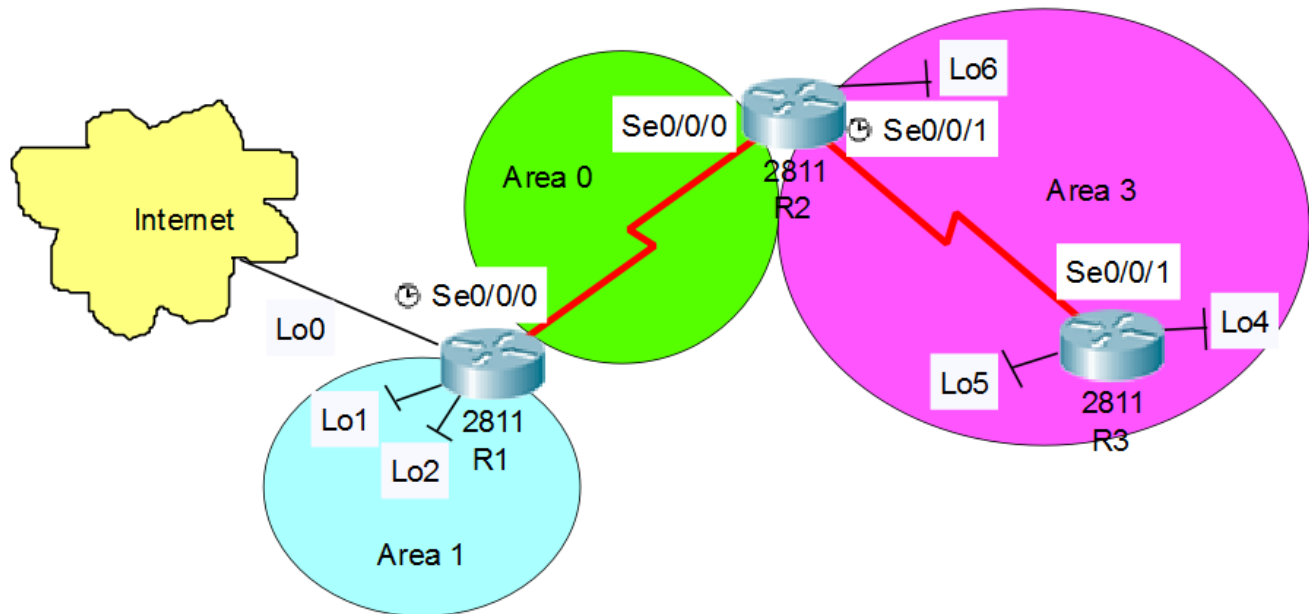 Lo6
Se0/0/0
Se0/0/1
Area 0
2811
R2
Area 3
Internet
Se0/0/0
Se0/0/1
Lo0
Lo4
Lo5
Lo1
2811
R1
2811
R3
Lo2
Area 1